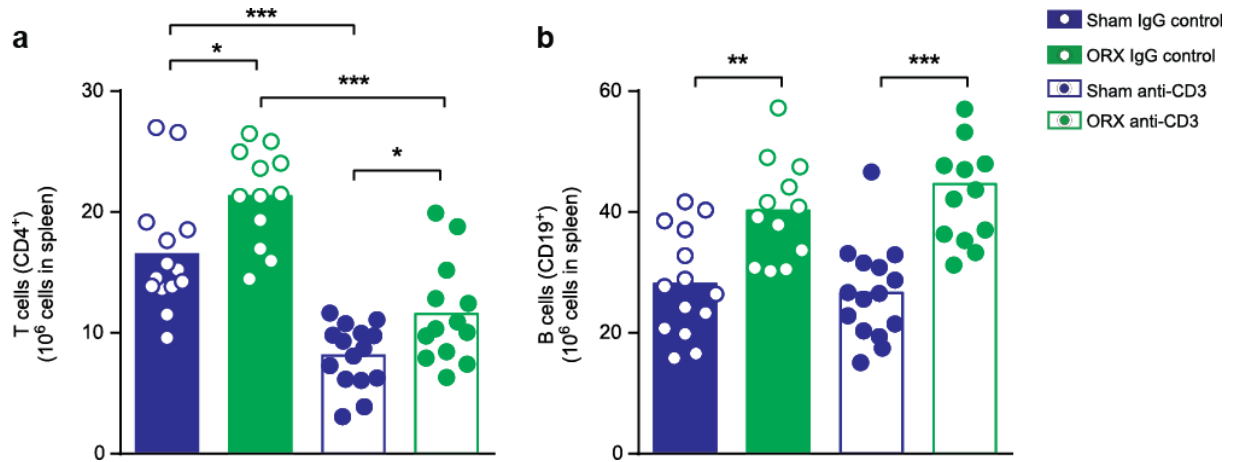 a
***
*
***
*
30
20
10
0
T cells (CD4⁺)
(10⁶ cells in spleen)
b
**
***
60
40
20
0
B cells (CD19⁺)
(10⁶ cells in spleen)
Sham IgG control
ORX IgG control
Sham anti-CD3
ORX anti-CD3